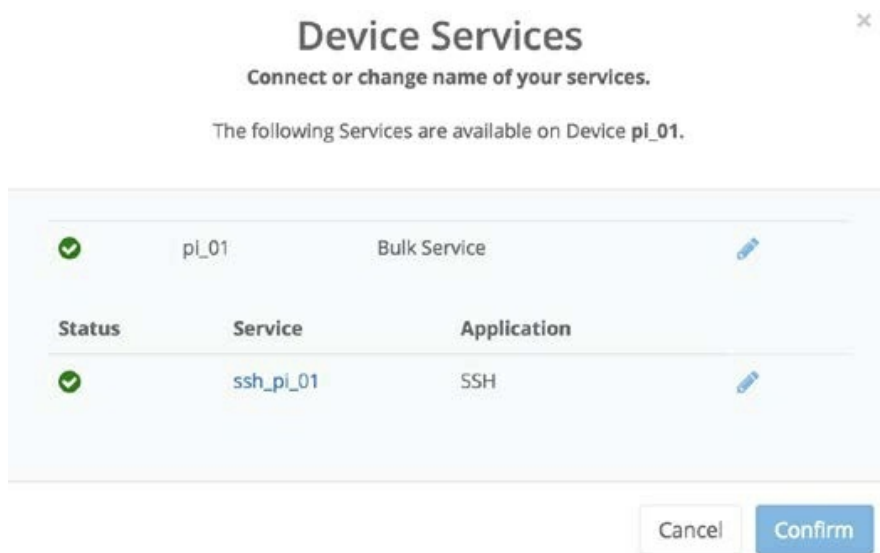 Device Services
Connect or change name of your services.
The following Services are available on Device pi_01.
pi_01 Bulk Service
Status Service Application
ssh_pi_01 SSH
Cancel Confirm